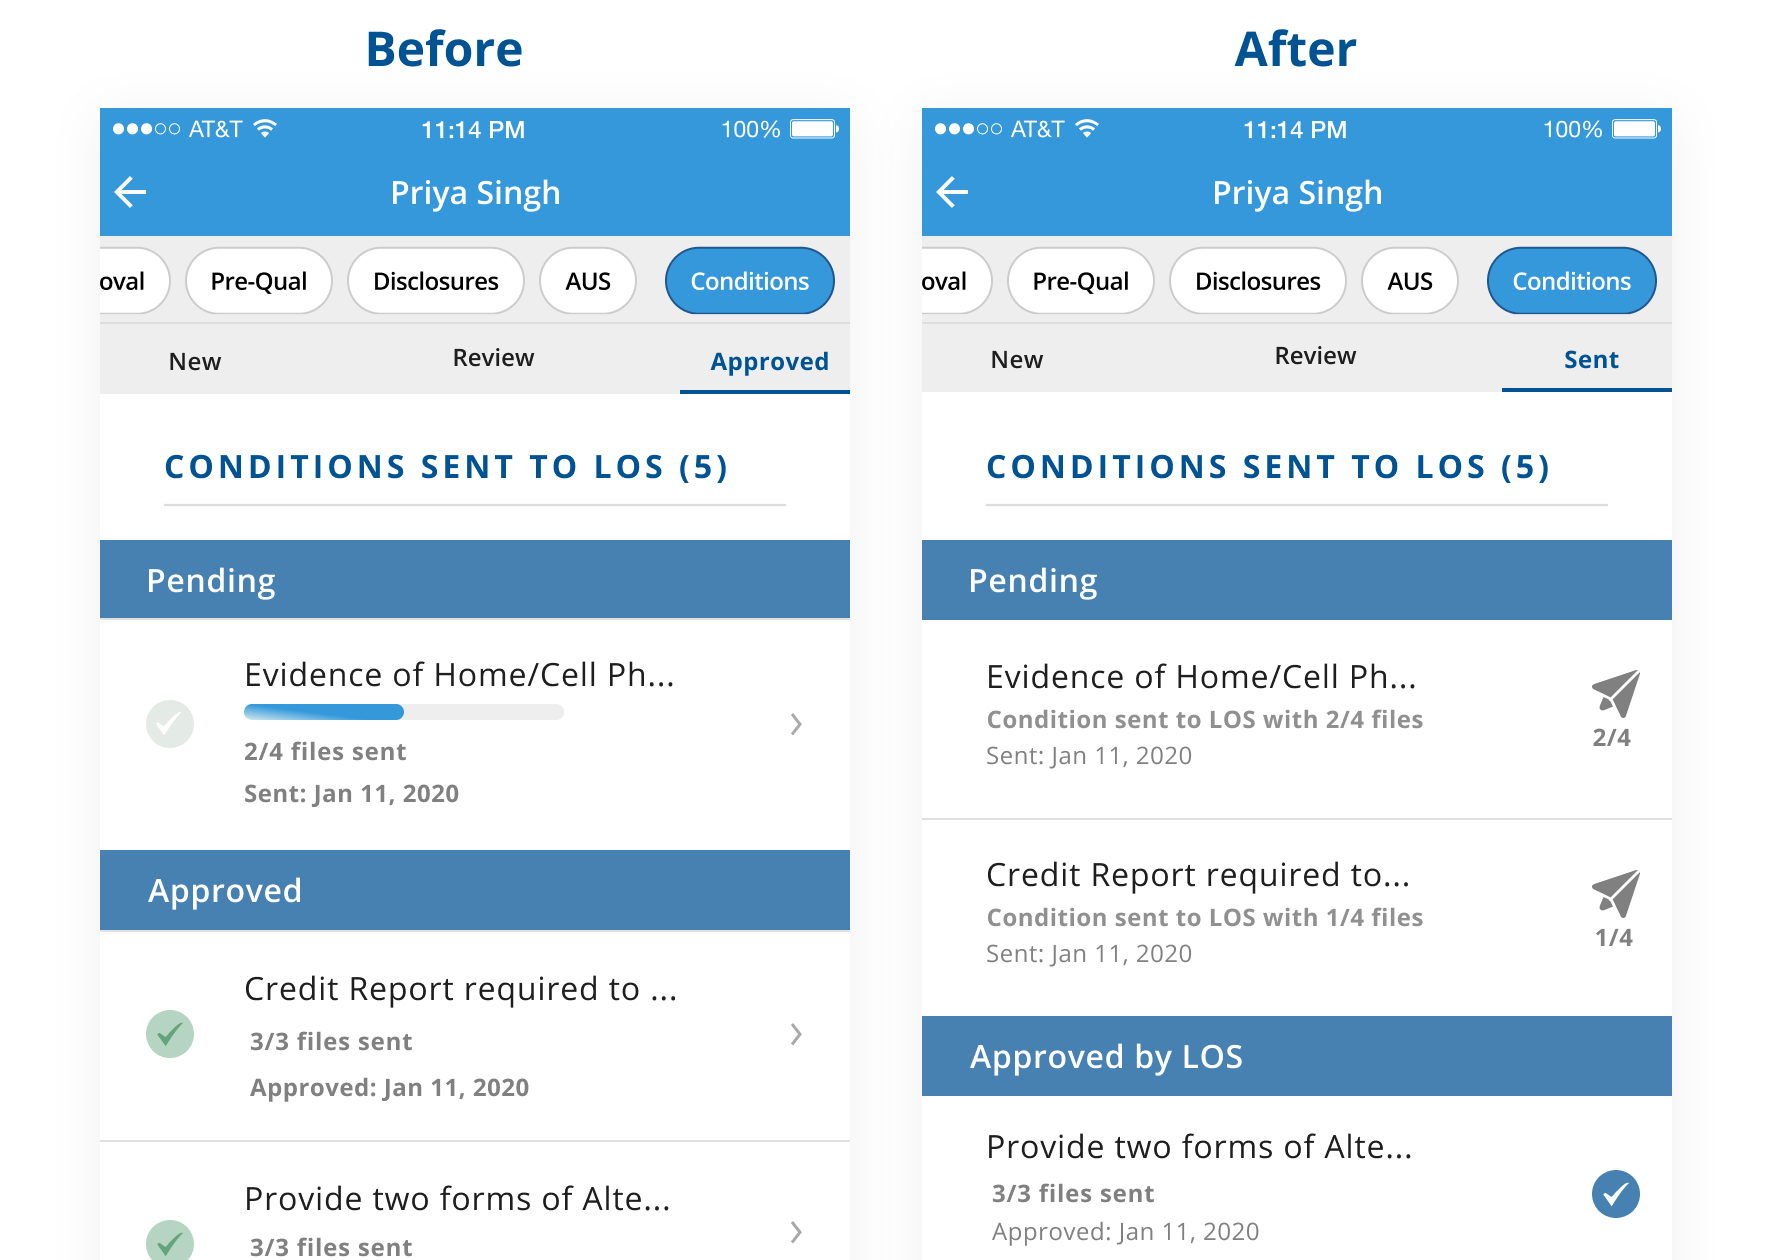 Before
AT&T 11:14 PM 100%
Priya Singh
oval Pre-Qual Disclosures AUS Conditions
New Review Approved
CONDITIONS SENT TO LOS (5)
Pending
Evidence of Home/Cell Ph...
2/4 files sent
Sent: Jan 11, 2020
Approved
Credit Report required to ...
3/3 files sent
Approved: Jan 11, 2020
Provide two forms of Alte...
3/3 files sent
After
AT&T 11:14 PM 100%
Priya Singh
oval Pre-Qual Disclosures AUS Conditions
New Review Sent
CONDITIONS SENT TO LOS (5)
Pending
Evidence of Home/Cell Ph...
Condition sent to LOS with 2/4 files
Sent: Jan 11, 2020
2/4
Credit Report required to...
Condition sent to LOS with 1/4 files
Sent: Jan 11, 2020
1/4
Approved by LOS
Provide two forms of Alte...
3/3 files sent
Approved: Jan 11, 2020